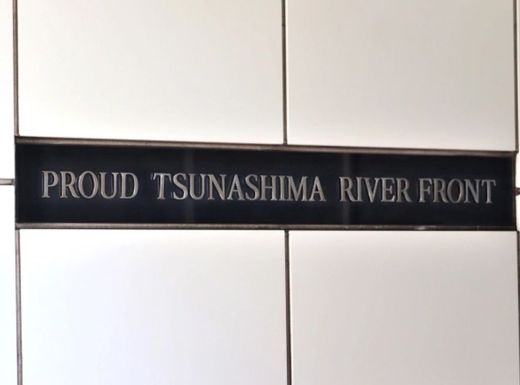 PROUD TSUNASHIMA RIVER FRONT